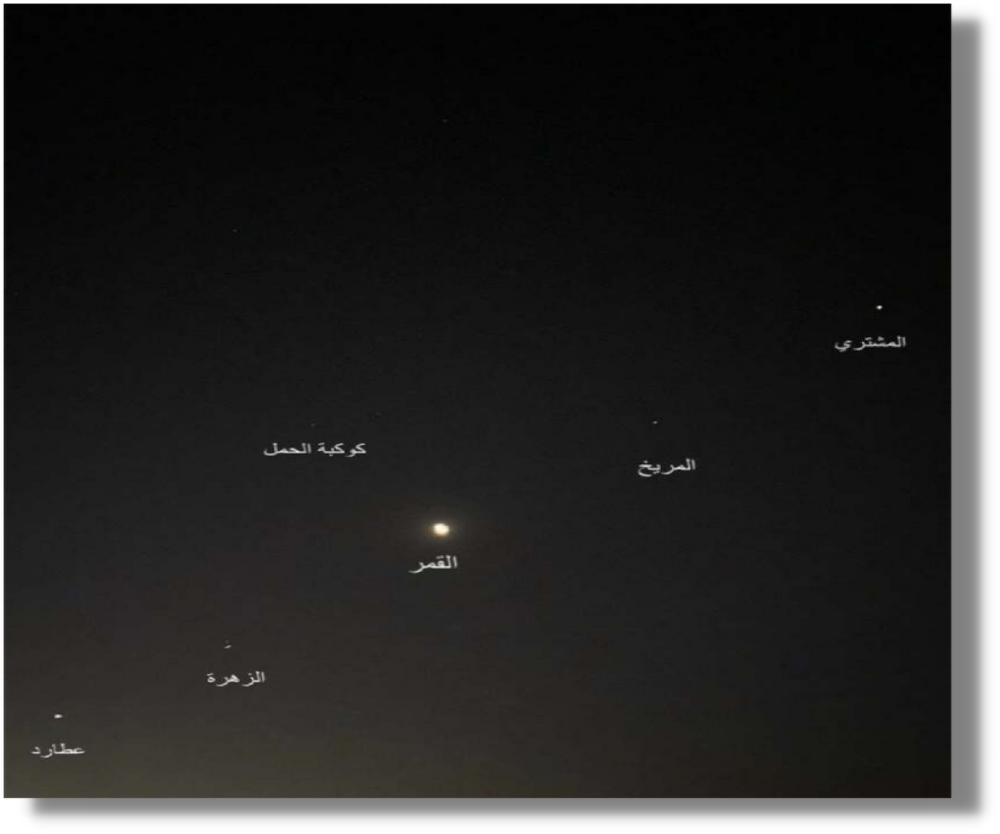 المشتري
كوكبة الحمل
المريخ
القمر
الزهرة
عطارد